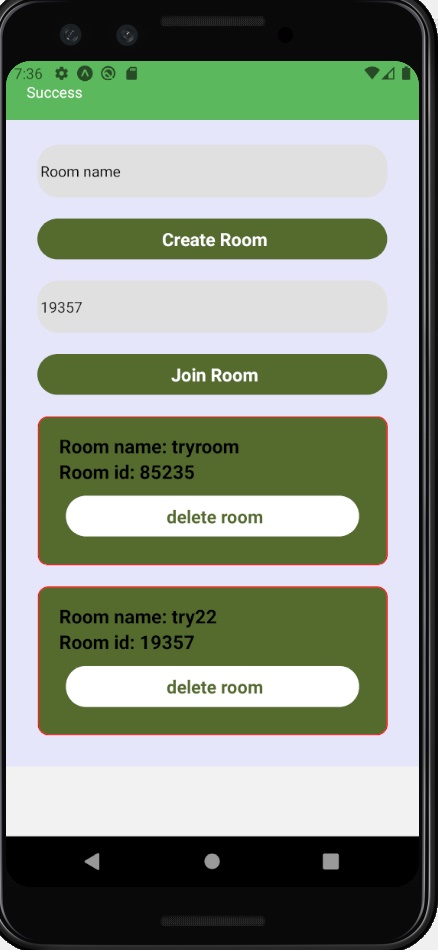 7:36
Success
Room name
Create Room
19357
Join Room
Room name: tryroom
Room id: 85235
delete room
Room name: try22
Room id: 19357
delete room